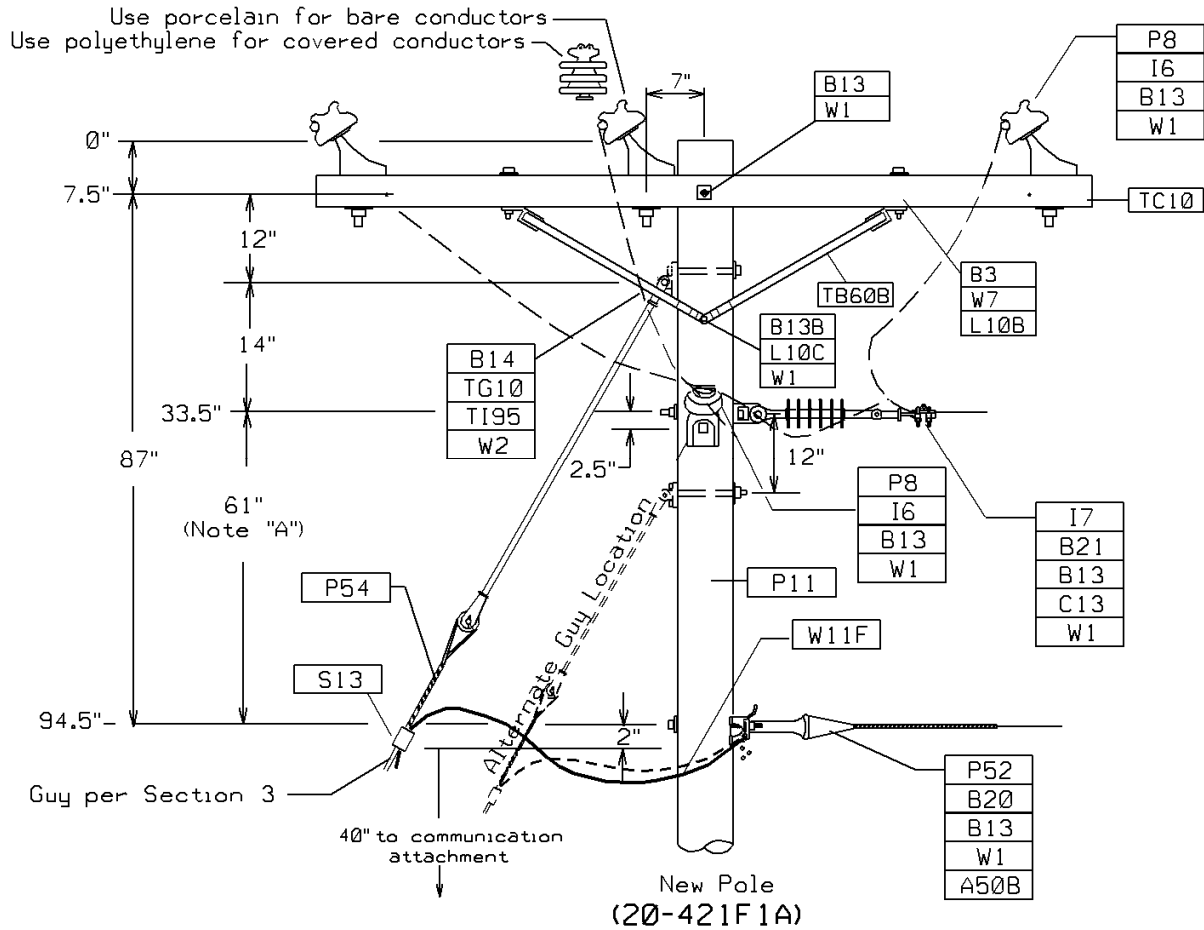 Use porcelain for bare conductors
Use polyethylene for covered conductors
7"
B13
W1
P8
I6
B13
W1
0"
7.5"
TC10
12"
B3
W7
L10B
TB60B
14"
B14
TG10
TI95
W2
B13B
L10C
W1
33.5"
87"
2.5"
12"
61"
(Note "A")
P8
I6
B13
W1
I7
B21
B13
C13
W1
P54
Alternate Guy Location
P11
W11F
S13
94.5"
2"
Guy per Section 3
40" to communication
attachment
P52
B20
B13
W1
A50B
New Pole
(20-421F1A)